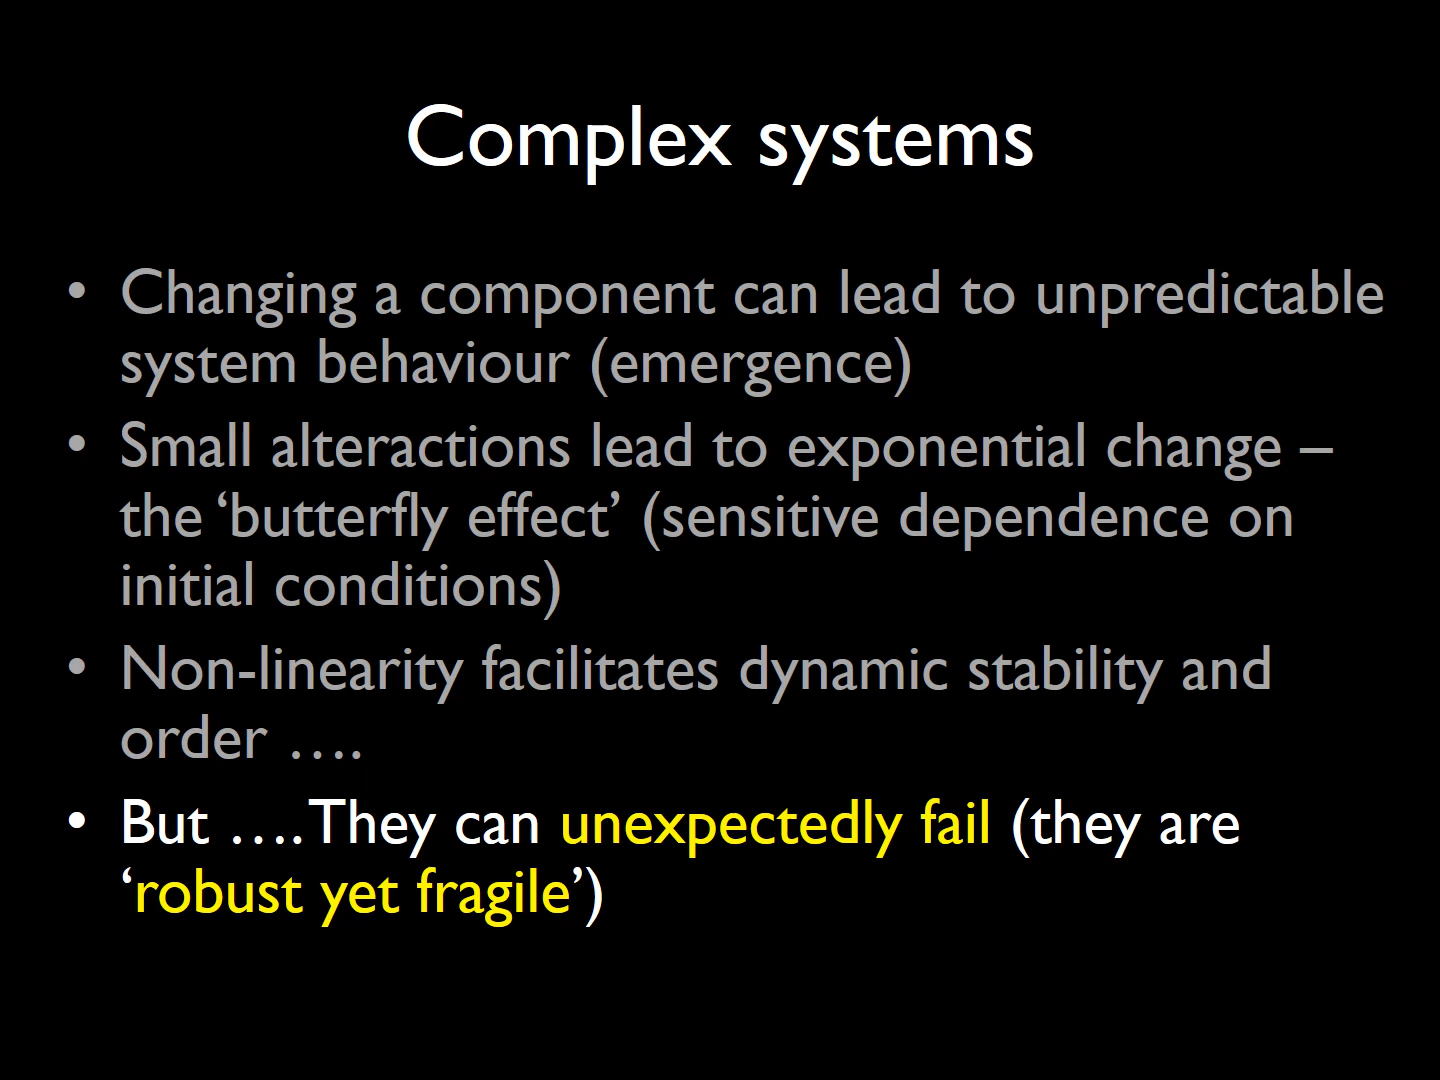 Complex systems
• Changing a component can lead to unpredictable
system behaviour (emergence)
• Small alteractions lead to exponential change –
the ‘butterfly effect’ (sensitive dependence on
initial conditions)
• Non-linearity facilitates dynamic stability and
order ….
• But …. They can unexpectedly fail (they are
‘robust yet fragile’)